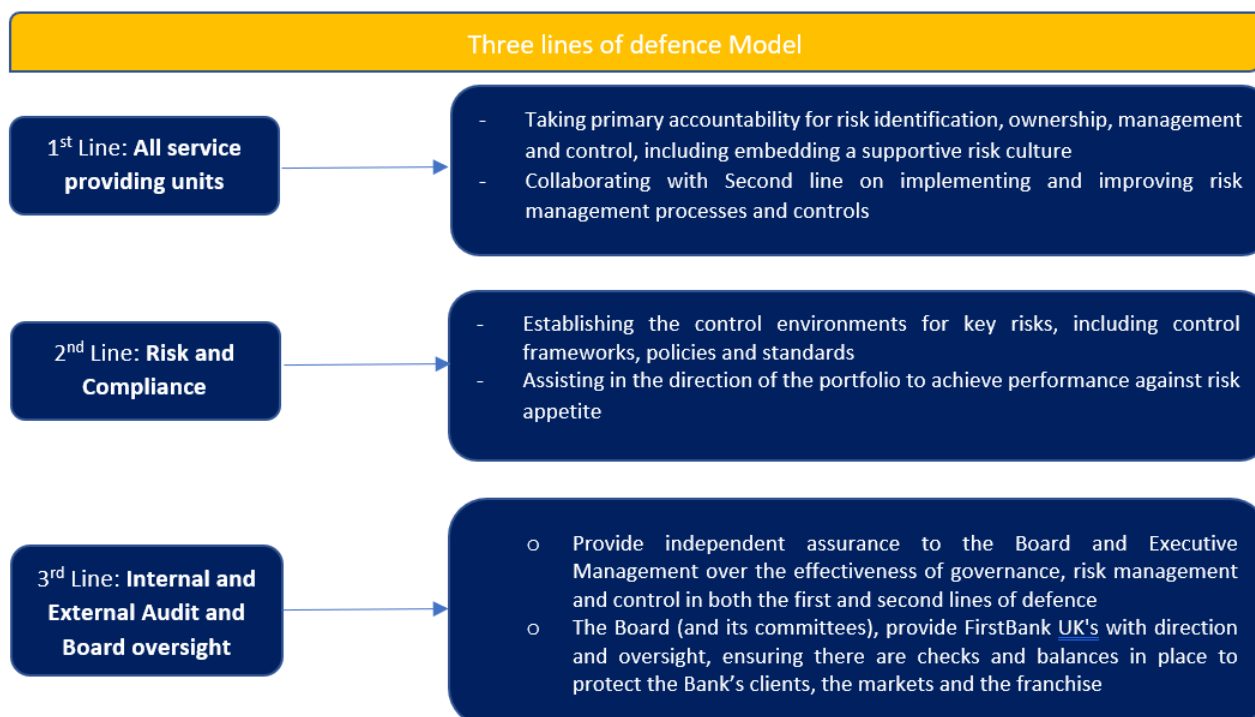 Three lines of defence Model
1st Line: All service
providing units
- Taking primary accountability for risk identification, ownership, management
and control, including embedding a supportive risk culture
- Collaborating with Second line on implementing and improving risk
management processes and controls
2nd Line: Risk and
Compliance
- Establishing the control environments for key risks, including control
frameworks, policies and standards
- Assisting in the direction of the portfolio to achieve performance against risk
appetite
3rd Line: Internal and
External Audit and
Board oversight
o Provide independent assurance to the Board and Executive
Management over the effectiveness of governance, risk management
and control in both the first and second lines of defence
o The Board (and its committees), provide FirstBank UK's with direction
and oversight, ensuring there are checks and balances in place to
protect the Bank’s clients, the markets and the franchise